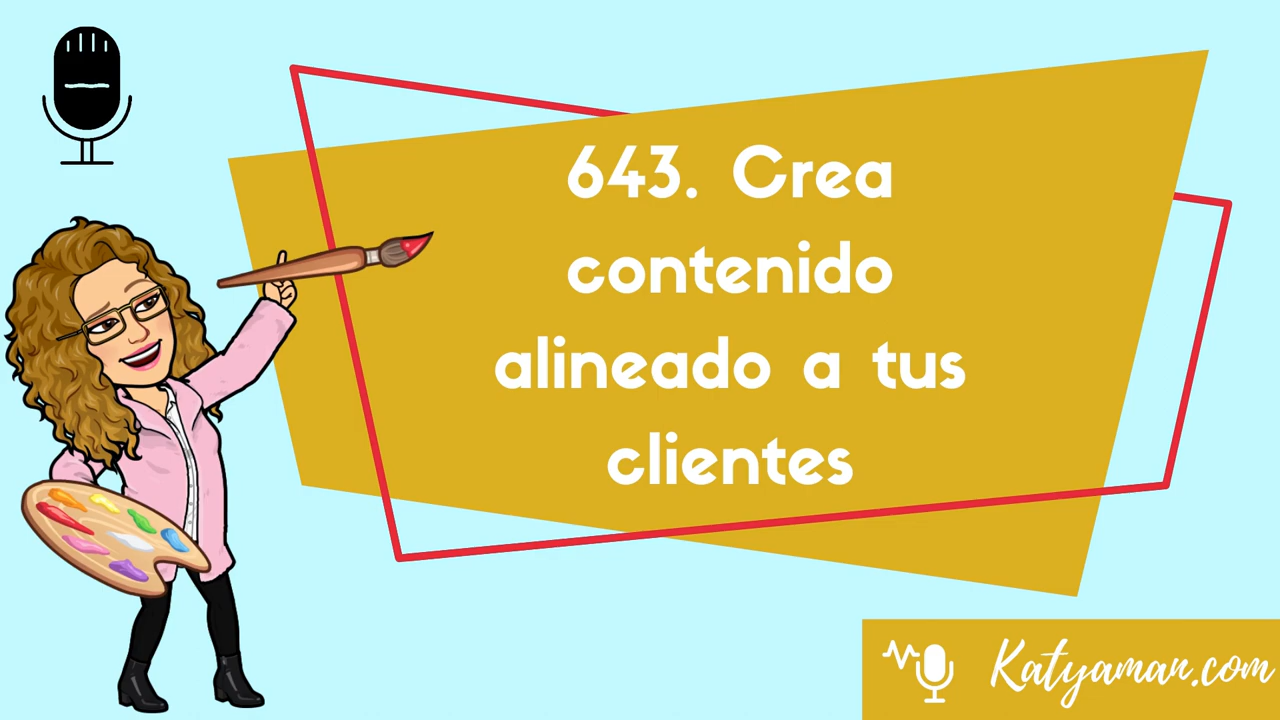 643. Crea
contenido
alineado a tus
clientes
Katyaman.com